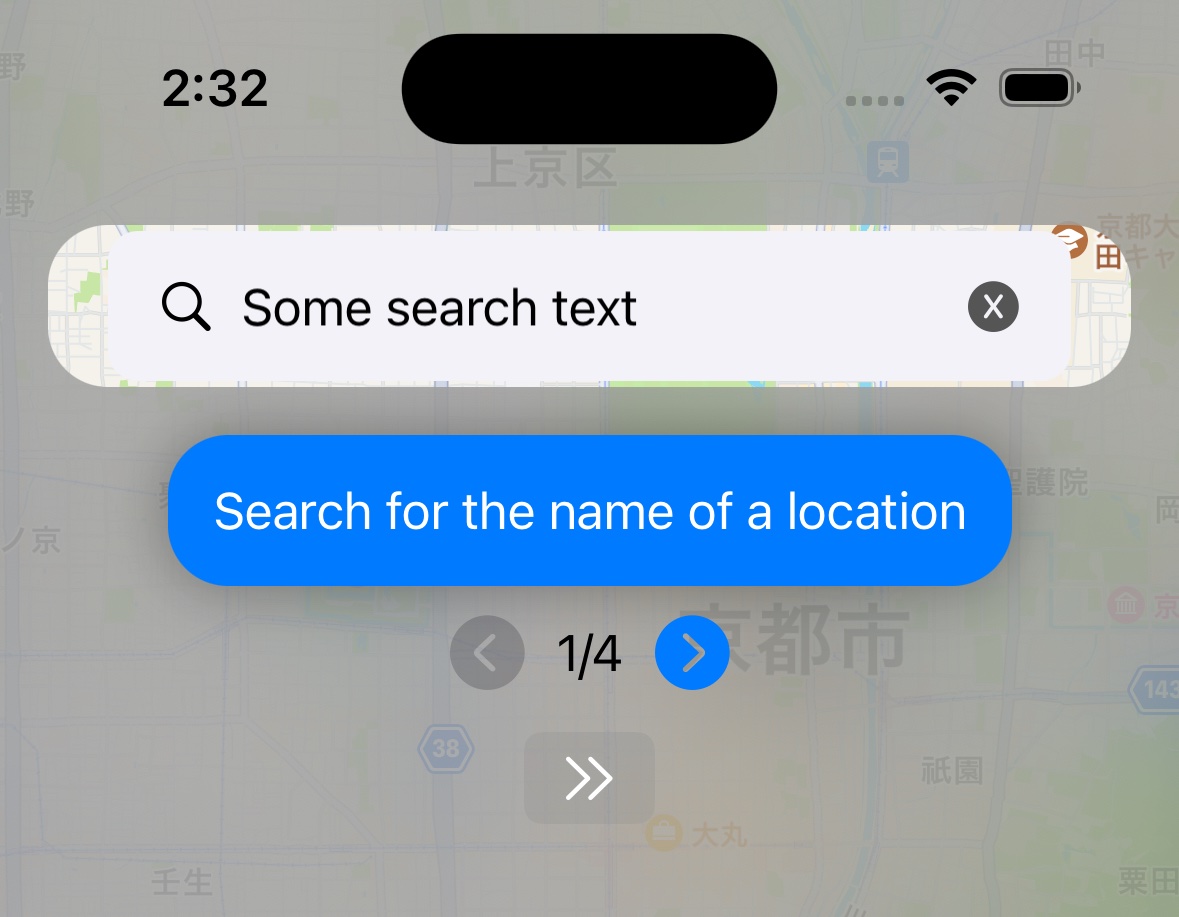 2:32
田中
野
上京区
野
京都大
田キャ
Some search text
X
聖護院
Search for the name of a location
岡
ノ京
京都市
京
1/4
143
38
祇園
大丸
壬生
粟田